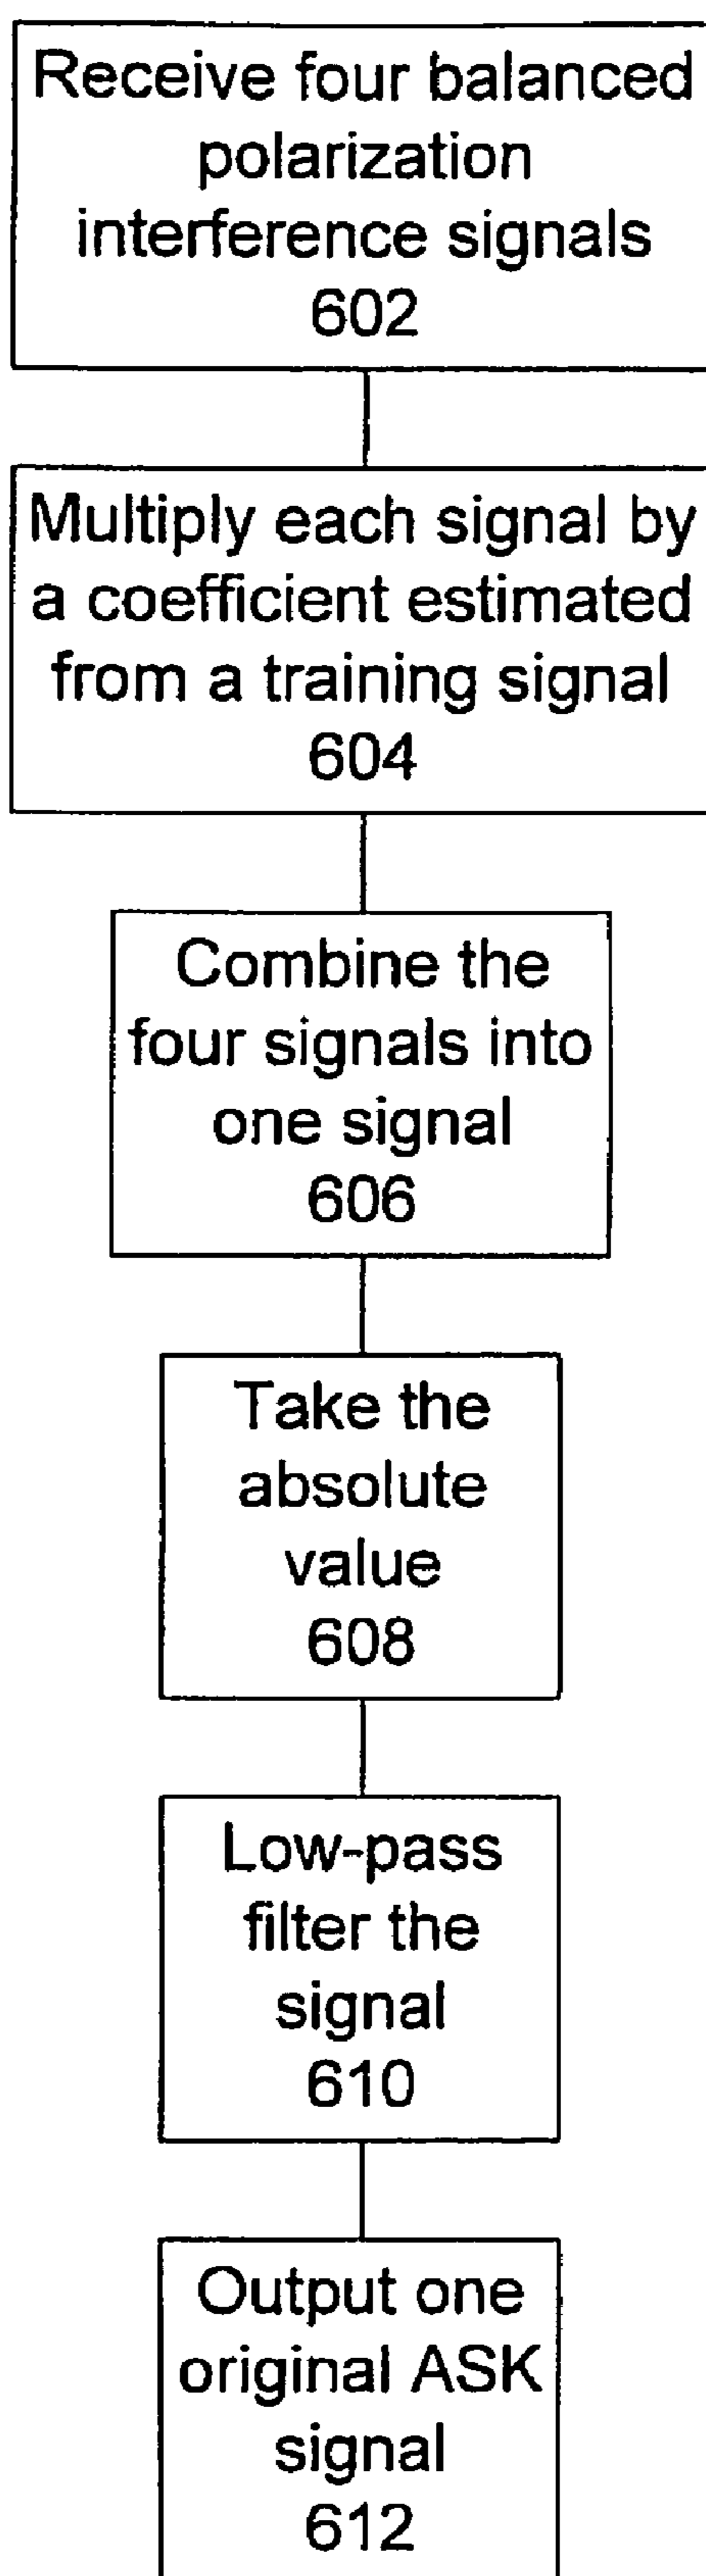 Receive four balanced
polarization
interference signals
602
Multiply each signal by
a coefficient estimated
from a training signal
604
Combine the
four signals into
one signal
606
Take the
absolute
value
608
Low-pass
filter the
signal
610
Output one
original ASK
signal
612